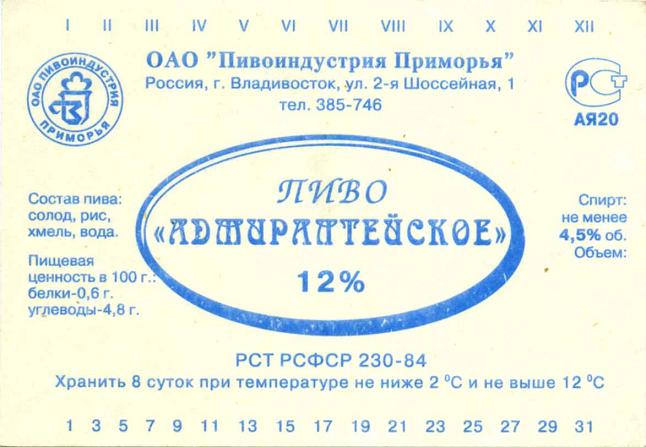 I II III IV V VI VII VIII IX X XI XII
ОАО "Пивоиндустрия Приморья"
Россия, г. Владивосток, ул. 2-я Шоссейная, 1
тел. 385-746
ОАО ПИВОИНДУСТРИЯ
ПРИМОРЬЯ
РСТ
АЯ20
ПИВО
«АДМИРАЛТЕЙСКОЕ»
12%
Состав пива:
солод, рис,
хмель, вода.
Пищевая
ценность в 100 г.:
белки-0,6 г.
углеводы-4,8 г.
Спирт:
не менее
4,5% об.
Объем:
РСТ РСФСР 230-84
Хранить 8 суток при температуре не ниже 2 °С и не выше 12 °С
1 3 5 7 9 11 13 15 17 19 21 23 25 27 29 31